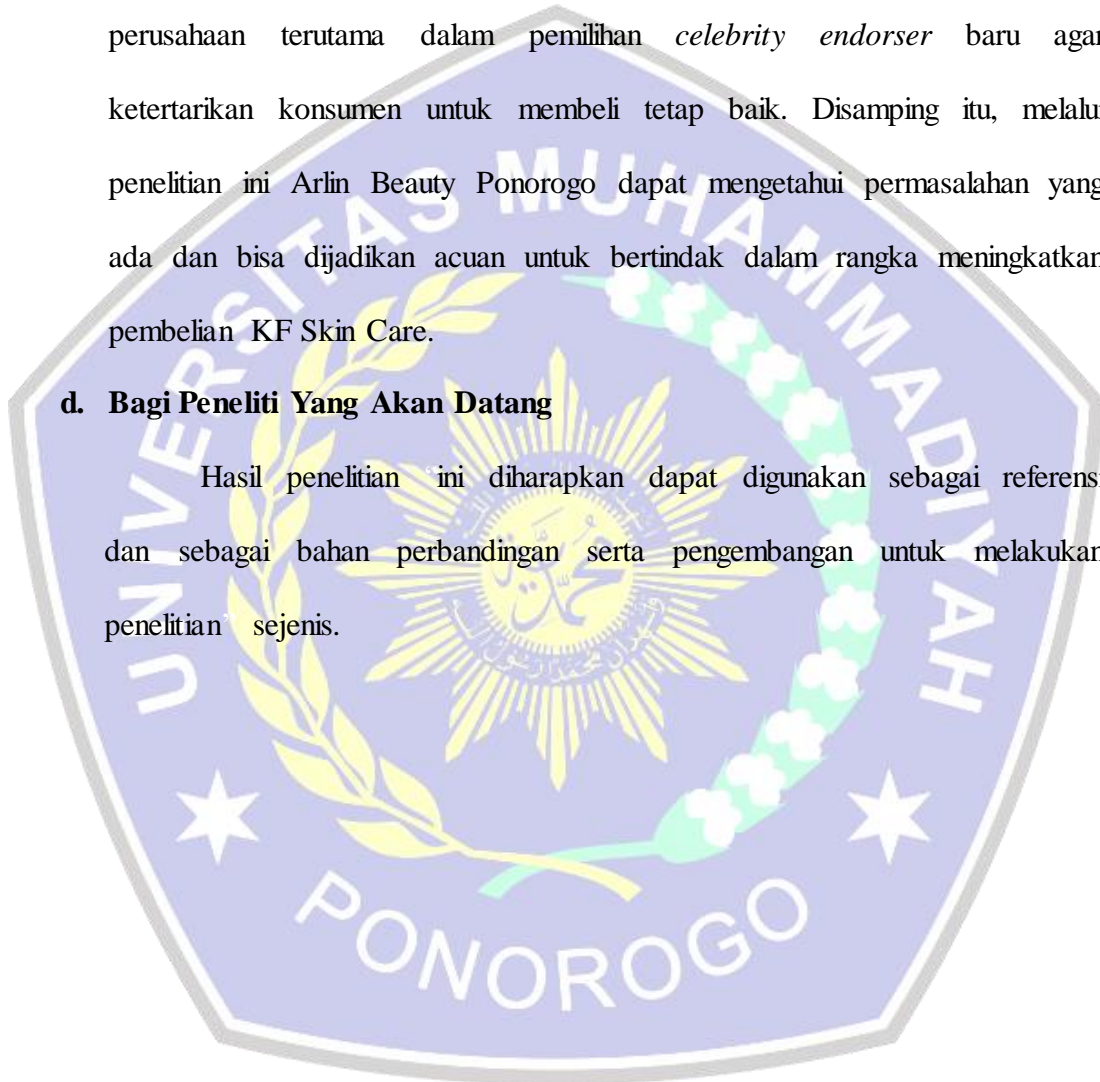 perusahaan terutama dalam pemilihan celebrity endorser baru agar
ketertarikan konsumen untuk membeli tetap baik. Disamping itu, melalui
penelitian ini Arlin Beauty Ponorogo dapat mengetahui permasalahan yang
ada dan bisa dijadikan acuan untuk bertindak dalam rangka meningkatkan
pembelian KF Skin Care.
d. Bagi Peneliti Yang Akan Datang
Hasil penelitian “ini diharapkan dapat digunakan sebagai referensi
dan sebagai bahan perbandingan serta pengembangan untuk melakukan
penelitian” sejenis.
UNIVERSITAS MUHAMMADIYAH
PONOROGO